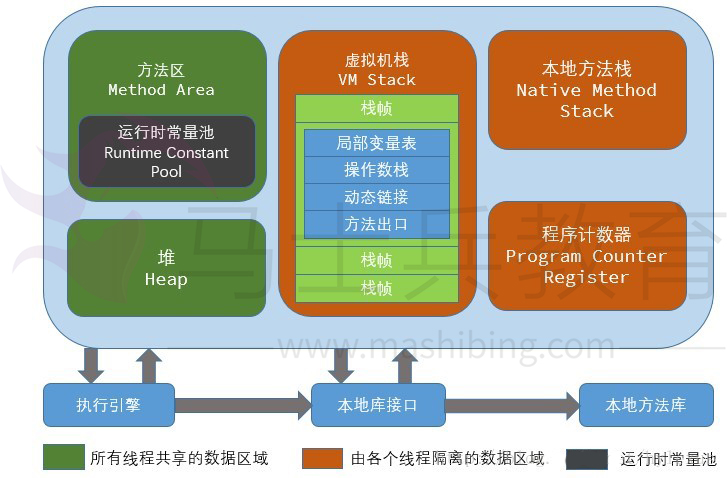 方法区
Method Area
运行时常量池
Runtime Constant
Pool
堆
Heap
虚拟机栈
VM Stack
栈帧
局部变量表
操作数栈
动态链接
方法出口
栈帧
栈帧
本地方法栈
Native Method
Stack
程序计数器
Program Counter
Register
马士兵教育
www.mashibing.com
执行引擎
本地库接口
本地方法库
所有线程共享的数据区域
由各个线程隔离的数据区域
运行时常量池